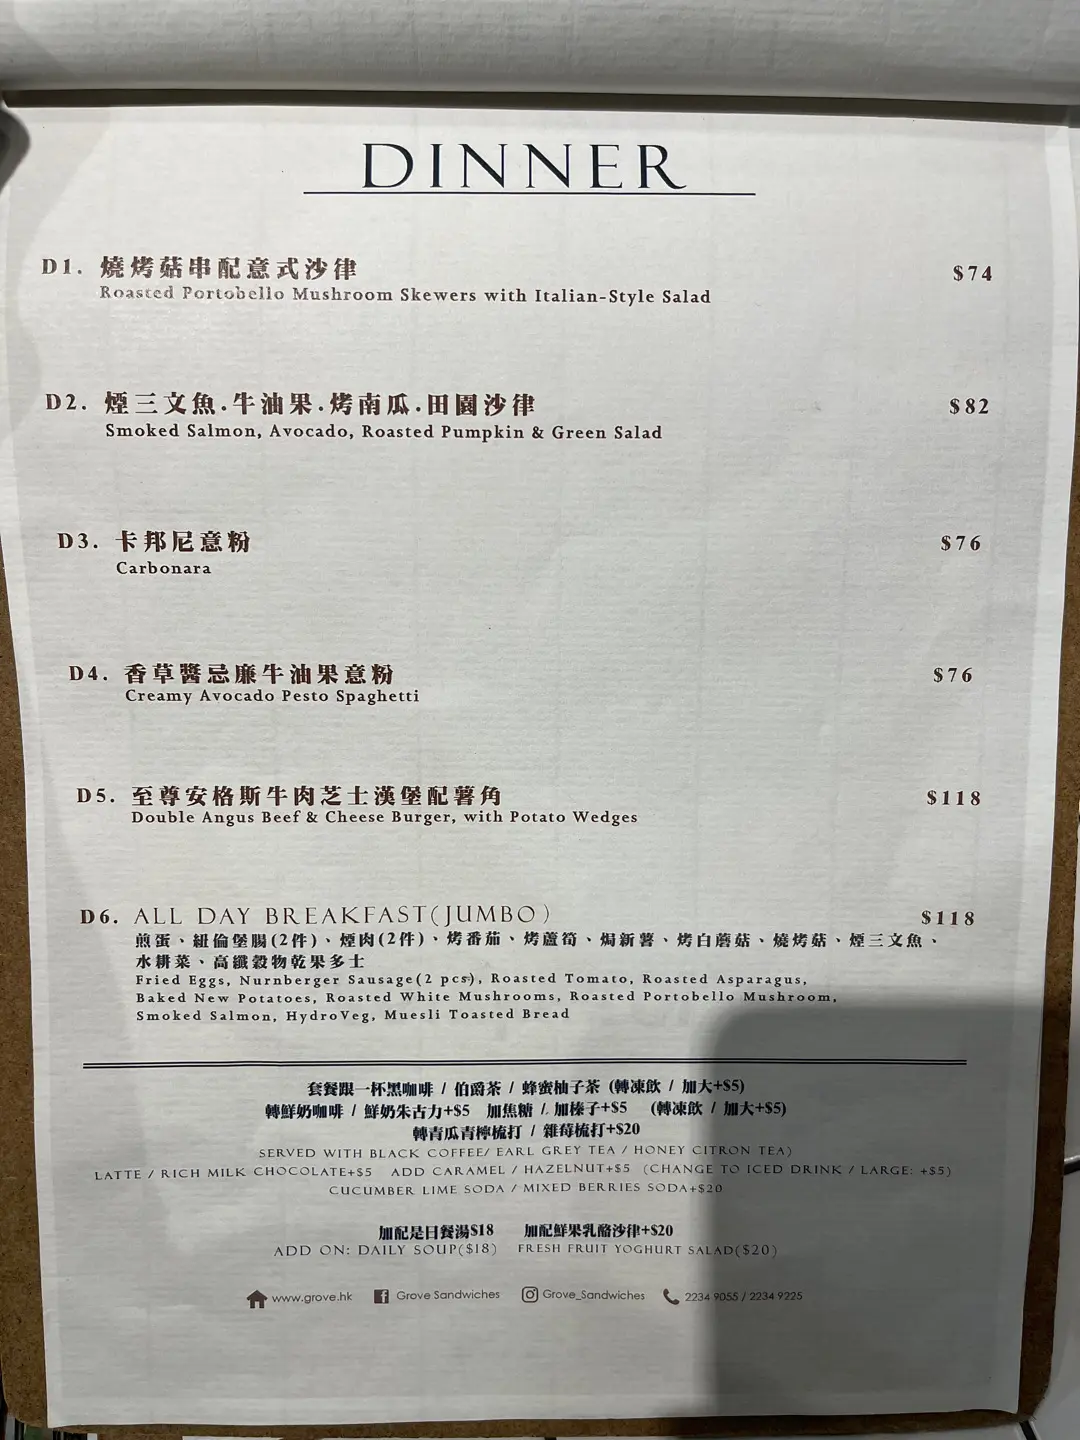 DINNER
D1. 燒烤菇串配意式沙律 $74
Roasted Portobello Mushroom Skewers with Italian-Style Salad
D2. 煙三文魚.牛油果.烤南瓜.田園沙律 $82
Smoked Salmon, Avocado, Roasted Pumpkin & Green Salad
D3. 卡邦尼意粉 $76
Carbonara
D4. 香草醬忌廉牛油果意粉 $76
Creamy Avocado Pesto Spaghetti
D5. 至尊安格斯牛肉芝士漢堡配薯角 $118
Double Angus Beef & Cheese Burger, with Potato Wedges
D6. ALL DAY BREAKFAST(JUMBO) $118
煎蛋、紐倫堡腸(2件)、煙肉(2件)、烤番茄、烤蘆筍、焗新薯、烤白蘑菇、燒烤菇、煙三文魚、
水耕菜、高纖穀物乾果多士
Fried Eggs, Nurnberger Sausage(2 pcs), Roasted Tomato, Roasted Asparagus,
Baked New Potatoes, Roasted White Mushrooms, Roasted Portobello Mushroom,
Smoked Salmon, HydroVeg, Muesli Toasted Bread
套餐跟一杯黑咖啡 / 伯爵茶 / 蜂蜜柚子茶 (轉凍飲 / 加大+$5)
轉鮮奶咖啡 / 鮮奶朱古力+$5 加焦糖 / 加榛子+$5 (轉凍飲 / 加大+$5)
轉青瓜青檸梳打 / 雜莓梳打+$20
SERVED WITH BLACK COFFEE/ EARL GREY TEA / HONEY CITRON TEA)
LATTE / RICH MILK CHOCOLATE+$5 ADD CARAMEL / HAZELNUT+$5 (CHANGE TO ICED DRINK / LARGE: +$5)
CUCUMBER LIME SODA / MIXED BERRIES SODA+$20
加配是日餐湯$18 加配鮮果乳酪沙律+$20
ADD ON: DAILY SOUP($18) FRESH FRUIT YOGHURT SALAD($20)
www.grove.hk Grove Sandwiches Grove_Sandwiches 2234 9055 / 2234 9225